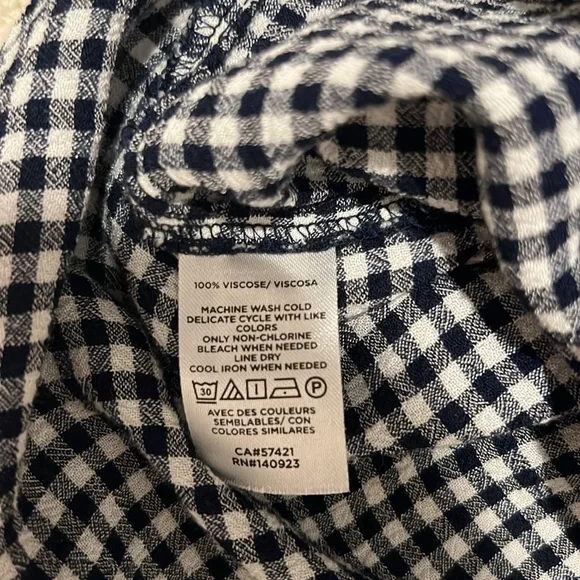 100% VISCOSE/ VISCOSA
MACHINE WASH COLD
DELICATE CYCLE WITH LIKE
COLORS
ONLY NON-CHLORINE
BLEACH WHEN NEEDED
LINE DRY
COOL IRON WHEN NEEDED
30 P
AVEC DES COULEURS
SEMBLABLES/ CON
COLORES SIMILARES
CA#57421
RN#140923